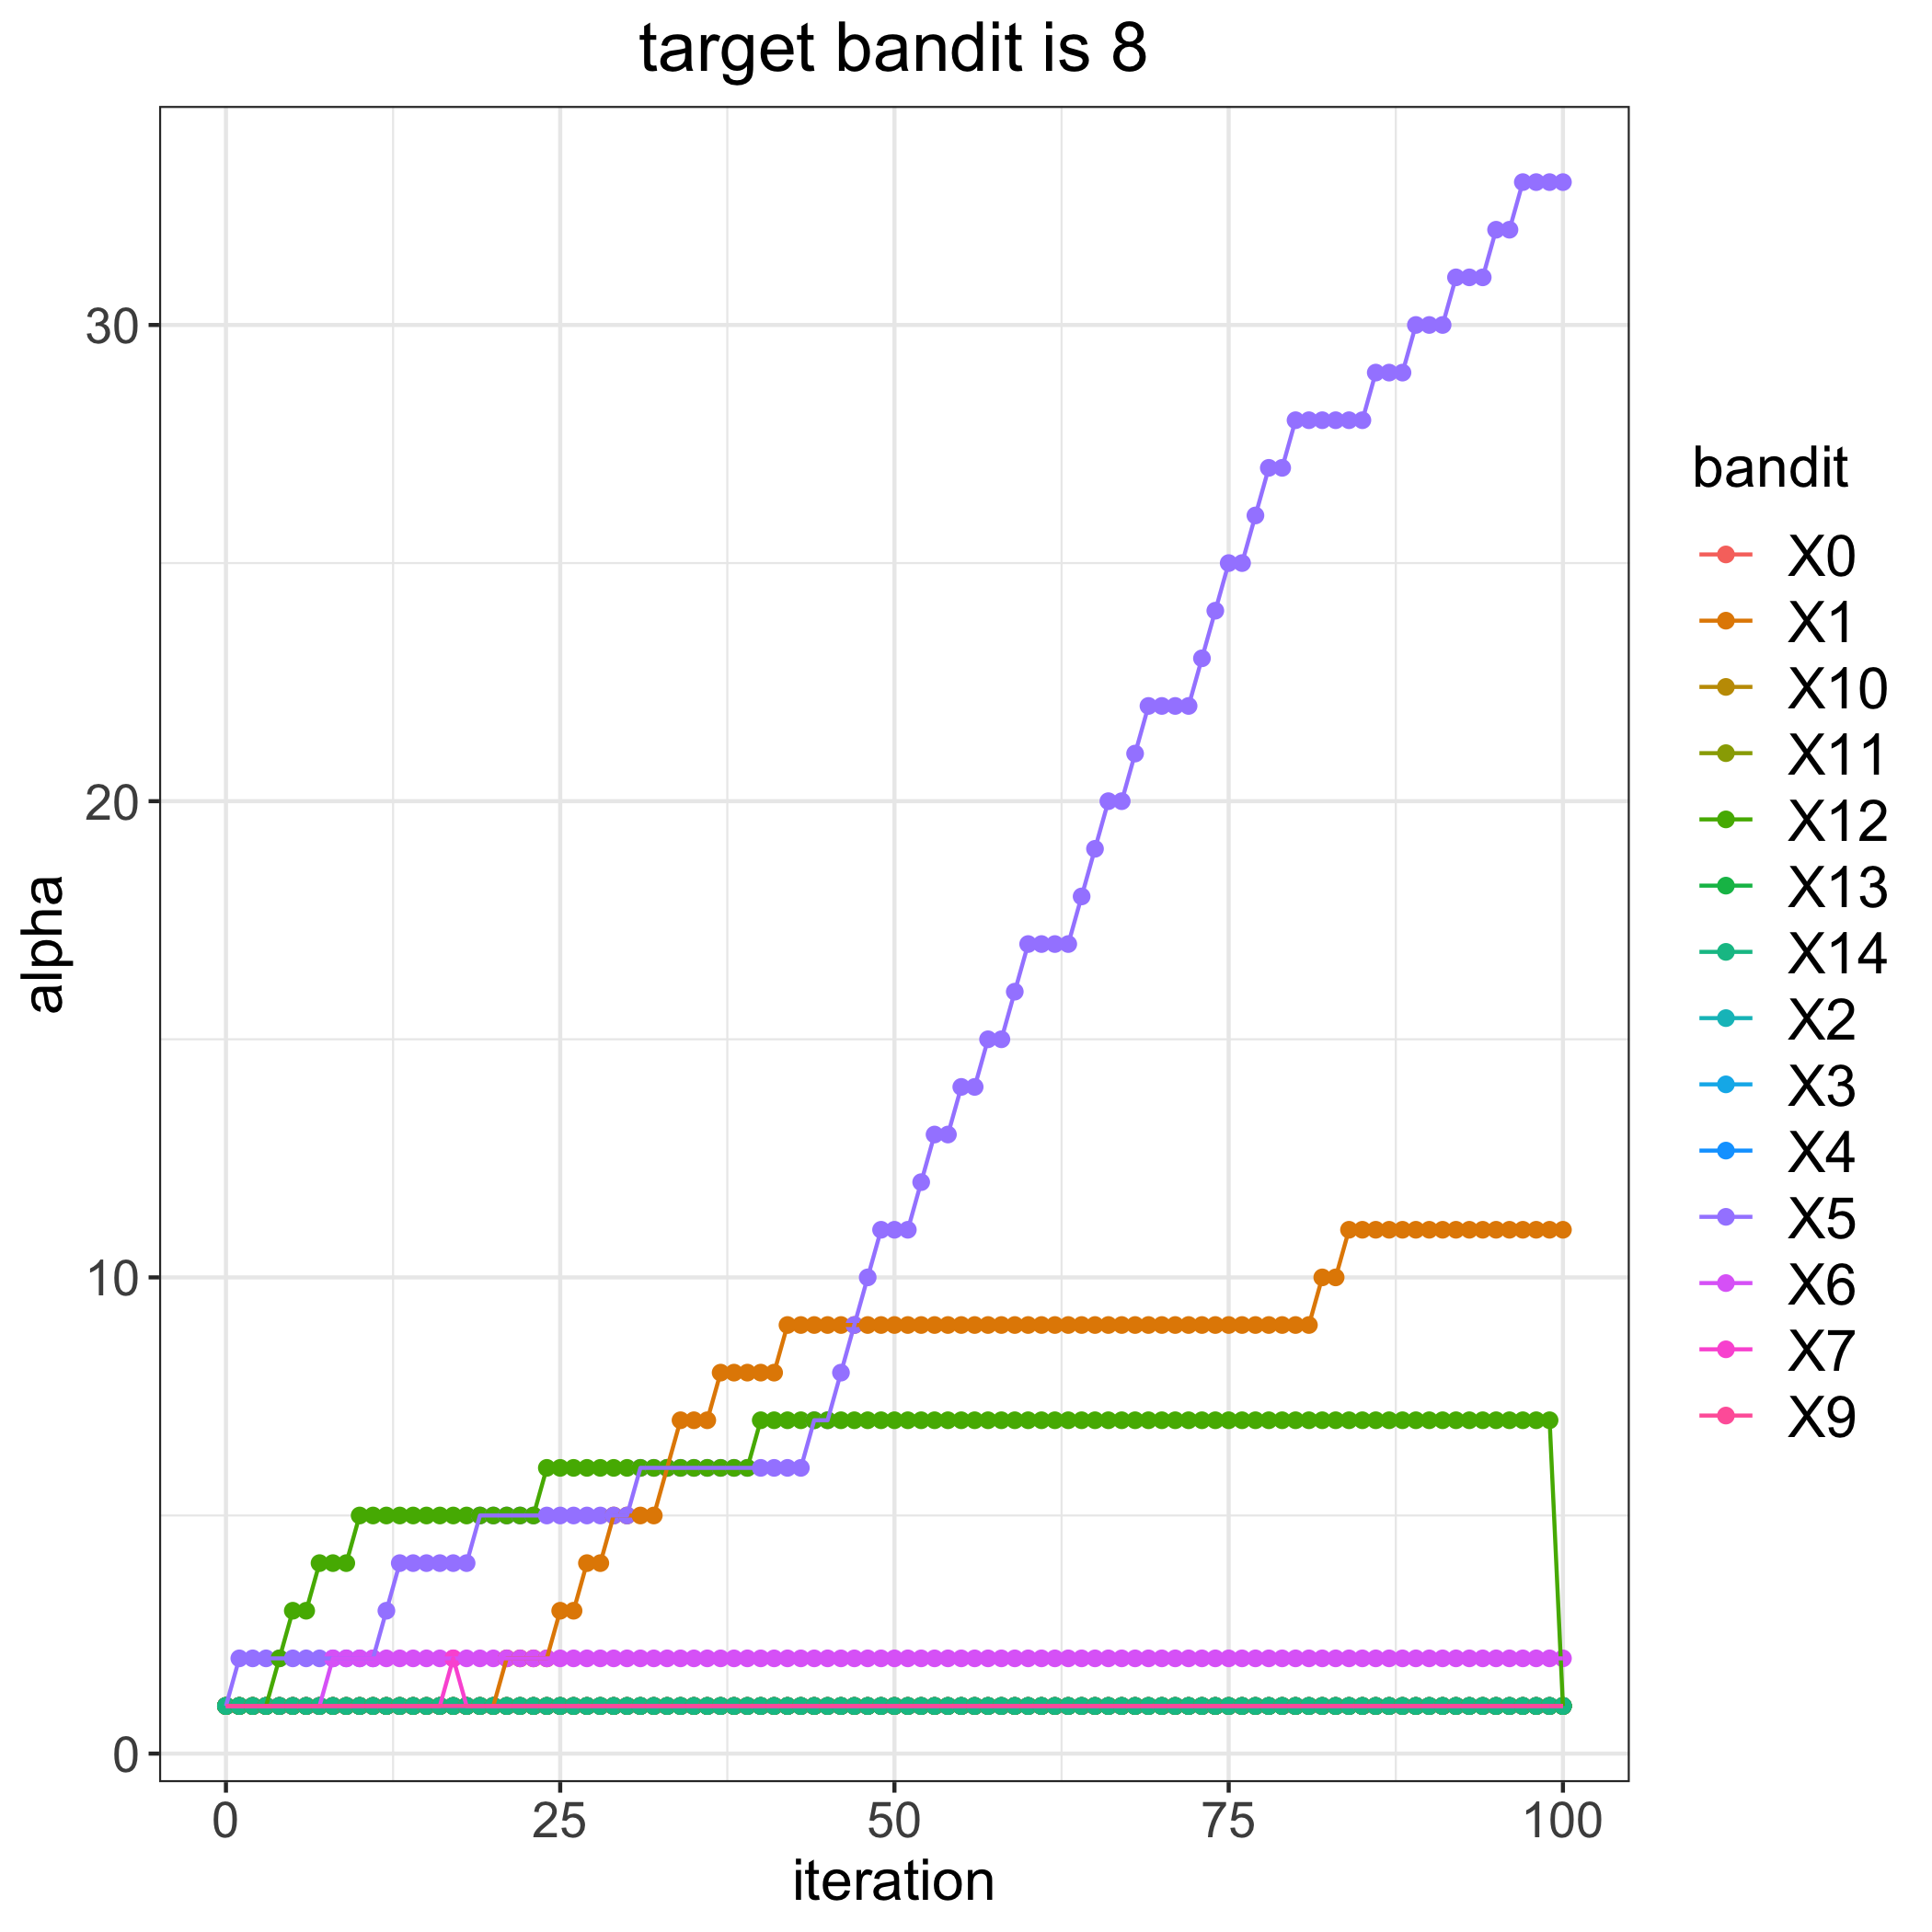 target bandit is 8
alpha
30
20
10
0
0 25 50 75 100
iteration
bandit
X0
X1
X10
X11
X12
X13
X14
X2
X3
X4
X5
X6
X7
X9